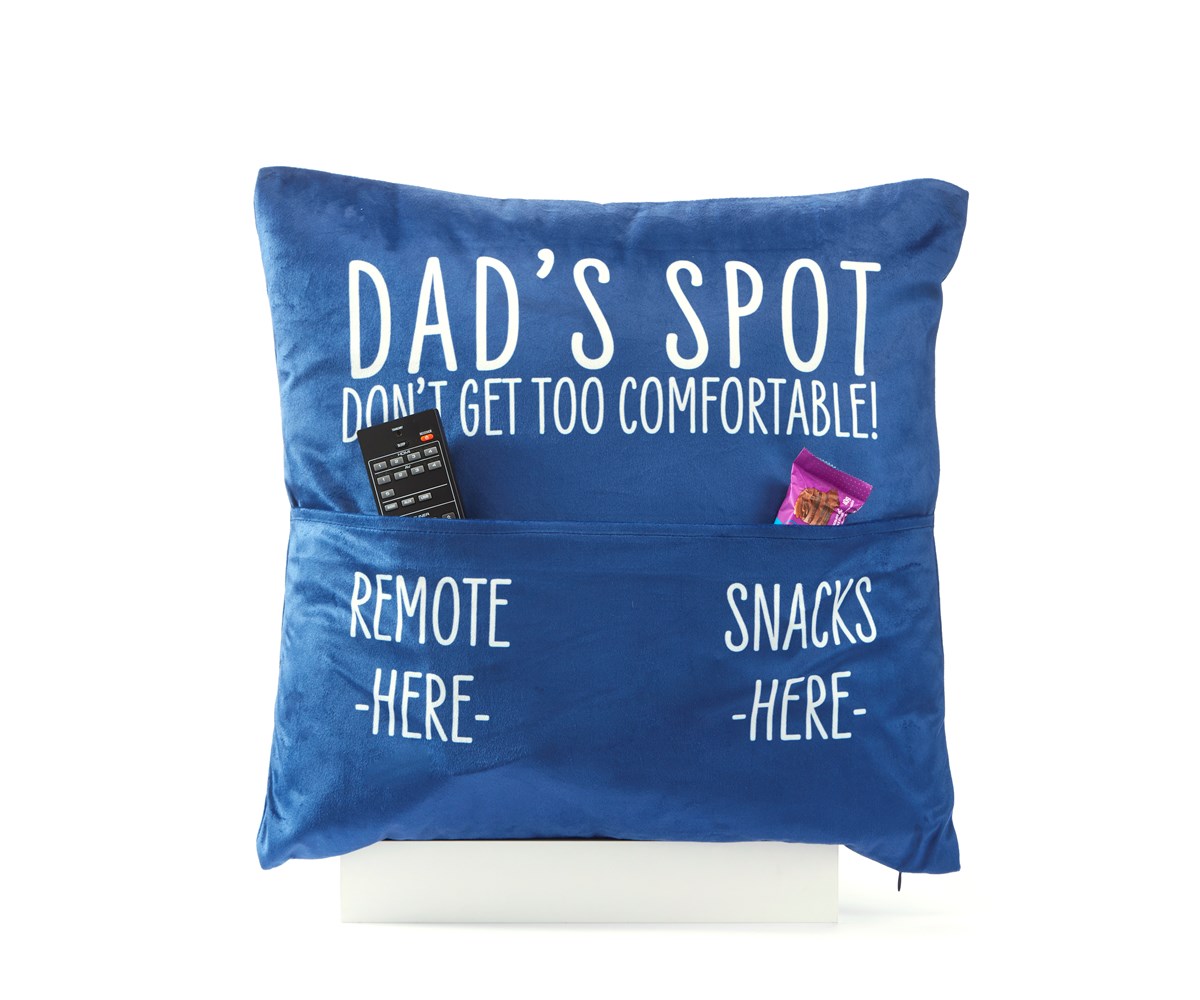 DAD'S SPOT
DON'T GET TOO COMFORTABLE!
REMOTE
-HERE-
SNACKS
-HERE-